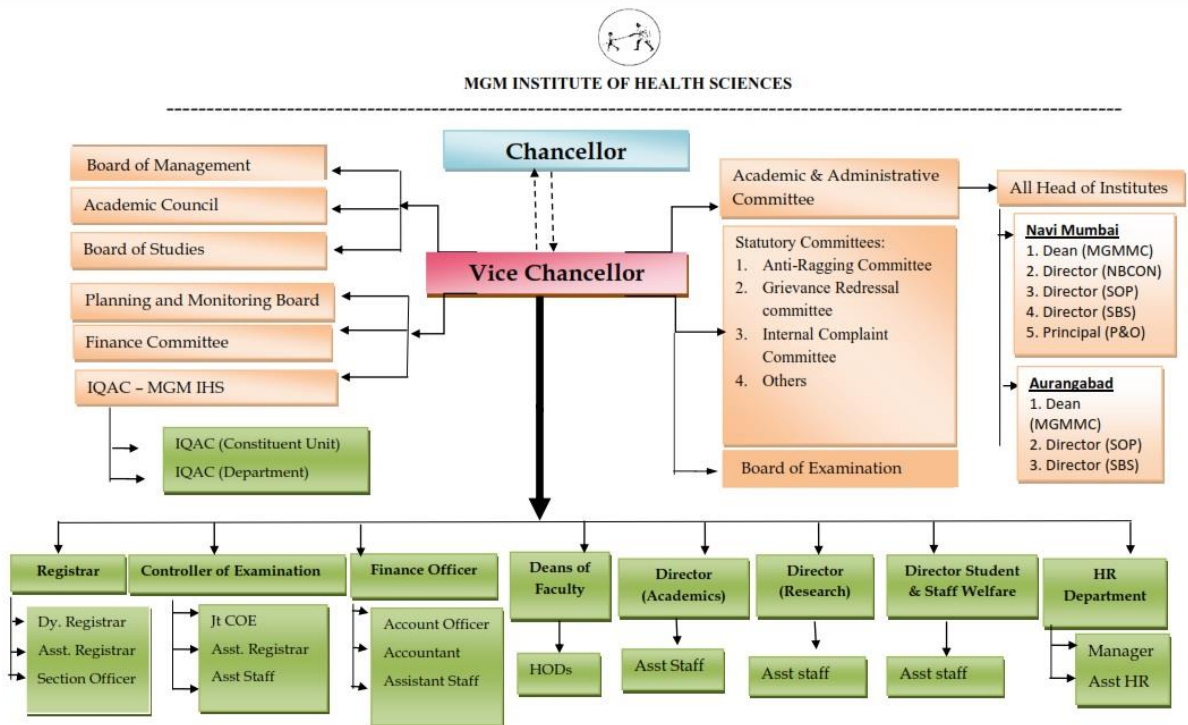 MGM INSTITUTE OF HEALTH SCIENCES
Chancellor
Vice Chancellor
Board of Management
Academic Council
Board of Studies
Planning and Monitoring Board
Finance Committee
IQAC – MGM IHS
IQAC (Constituent Unit)
IQAC (Department)
Academic & Administrative
Committee
Statutory Committees:
1. Anti-Ragging Committee
2. Grievance Redressal
committee
3. Internal Complaint
Committee
4. Others
Board of Examination
All Head of Institutes
Navi Mumbai
1. Dean (MGMMC)
2. Director (NBCON)
3. Director (SOP)
4. Director (SBS)
5. Principal (P&O)
Aurangabad
1. Dean
(MGMMC)
2. Director (SOP)
3. Director (SBS)
Registrar
Dy. Registrar
Asst. Registrar
Section Officer
Controller of Examination
Jt COE
Asst. Registrar
Asst Staff
Finance Officer
Account Officer
Accountant
Assistant Staff
Deans of
Faculty
HODs
Director
(Academics)
Asst Staff
Director
(Research)
Asst staff
Director Student
& Staff Welfare
Asst staff
HR
Department
Manager
Asst HR